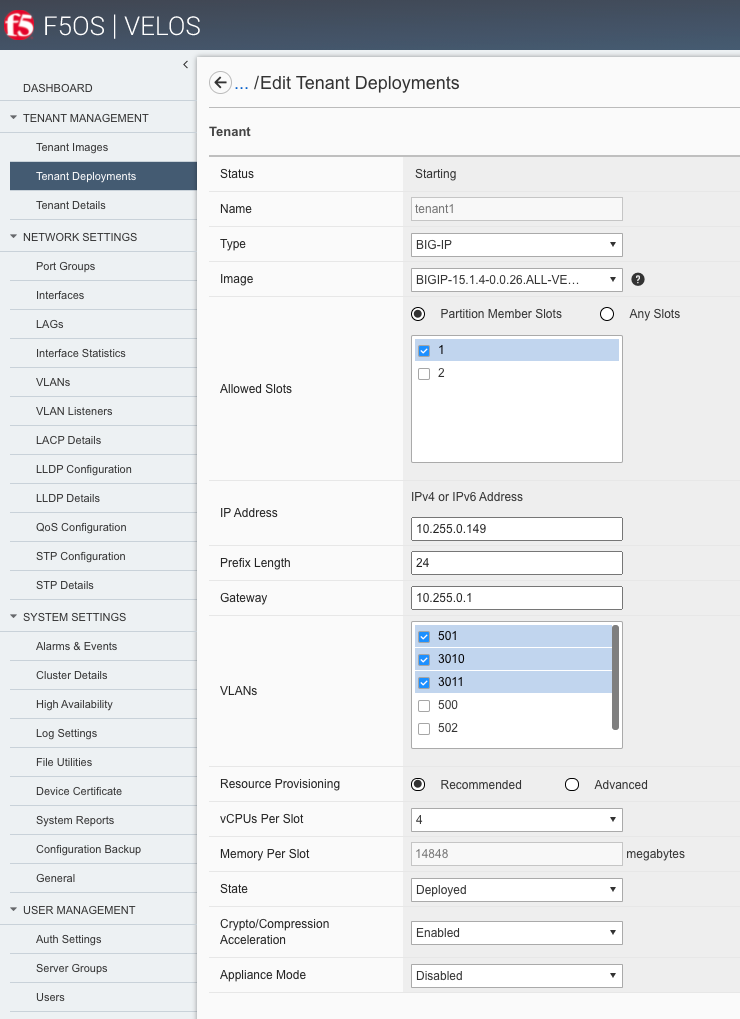 f5 F5OS | VELOS
DASHBOARD
TENANT MANAGEMENT
Tenant Images
Tenant Deployments
Tenant Details
NETWORK SETTINGS
Port Groups
Interfaces
LAGs
Interface Statistics
VLANs
VLAN Listeners
LACP Details
LLDP Configuration
LLDP Details
QoS Configuration
STP Configuration
STP Details
SYSTEM SETTINGS
Alarms & Events
Cluster Details
High Availability
Log Settings
File Utilities
Device Certificate
System Reports
Configuration Backup
General
USER MANAGEMENT
Auth Settings
Server Groups
Users
... /Edit Tenant Deployments
Tenant
Status Starting
Name tenant1
Type BIG-IP
Image BIGIP-15.1.4-0.0.26.ALL-VE... ?
Allowed Slots
Partition Member Slots Any Slots
1
2
IP Address
IPv4 or IPv6 Address
10.255.0.149
Prefix Length 24
Gateway 10.255.0.1
VLANs
501
3010
3011
500
502
Resource Provisioning Recommended Advanced
vCPUs Per Slot 4
Memory Per Slot 14848 megabytes
State Deployed
Crypto/Compression
Acceleration
Enabled
Appliance Mode Disabled